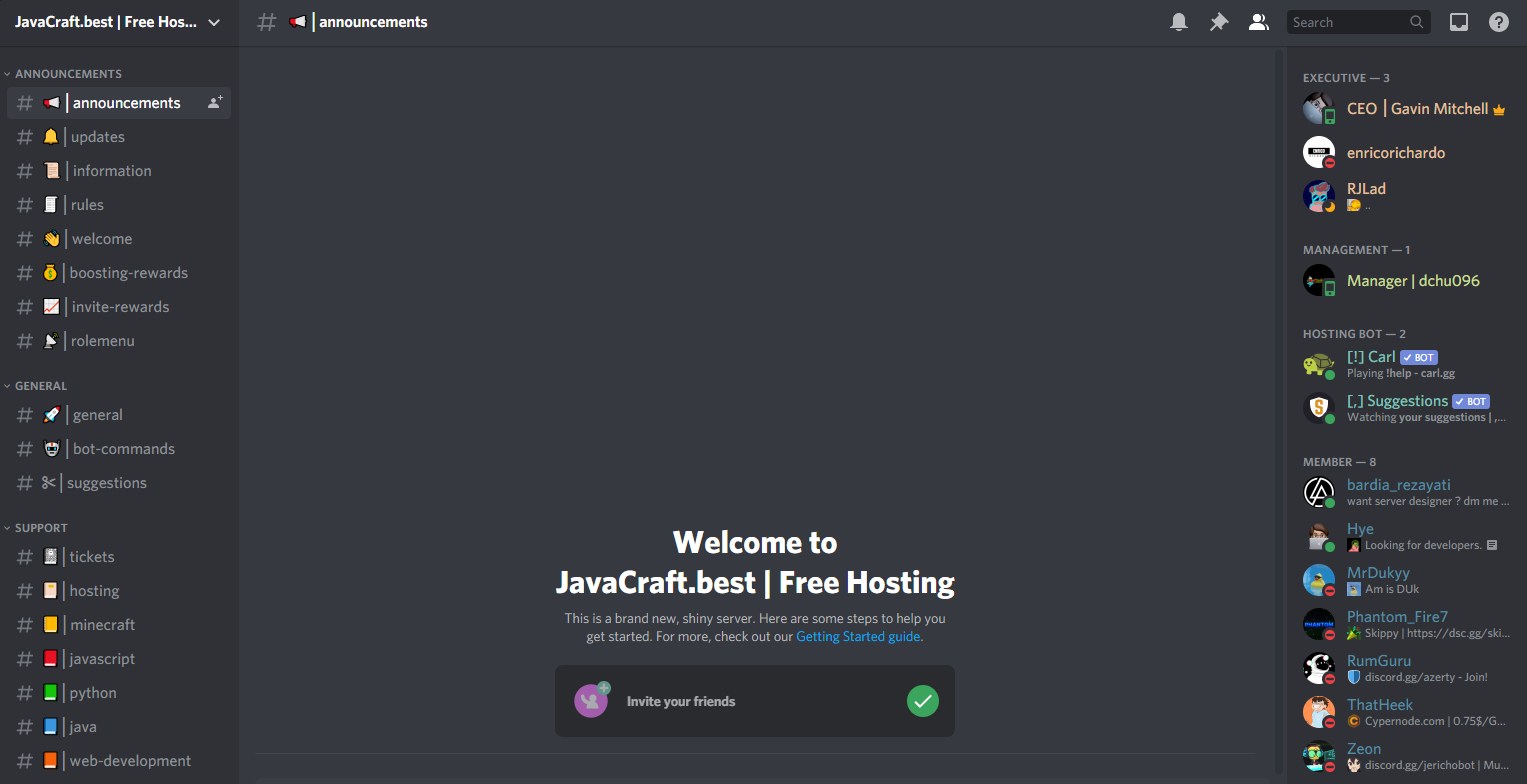 JavaCraft.best | Free Hos...
ANNOUNCEMENTS
# | announcements
# | updates
# | information
# | rules
# | welcome
# | boosting-rewards
# | invite-rewards
# | rolemenu
GENERAL
# | general
# | bot-commands
# | suggestions
SUPPORT
# | tickets
# | hosting
# | minecraft
# | javascript
# | python
# | java
# | web-development
# | announcements
Search
Welcome to
JavaCraft.best | Free Hosting
This is a brand new, shiny server. Here are some steps to help you
get started. For more, check out our Getting Started guide.
Invite your friends
EXECUTIVE — 3
CEO | Gavin Mitchell
enricorichardo
RJLad
..
MANAGEMENT — 1
Manager | dchu096
HOSTING BOT — 2
[!] Carl BOT
Playing !help - carl.gg
[,] Suggestions BOT
Watching your suggestions | ,...
MEMBER — 8
bardia_rezayati
want server designer ? dm me ...
Hye
Looking for developers.
MrDukyy
Am is DUk
PHANTOM
Phantom_Fire7
Skippy | https://dsc.gg/ski...
RumGuru
discord.gg/azerty - Join!
ThatHeek
Cypernode.com | 0.75$/G...
Zeon
discord.gg/jerichobot | Mu...